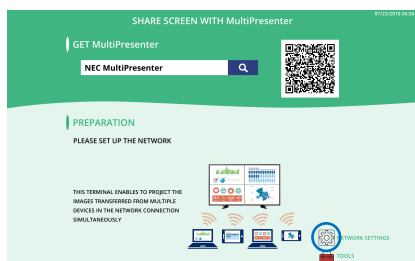 07/23/2018 06:50
SHARE SCREEN WITH MultiPresenter
GET MultiPresenter
NEC MultiPresenter
PREPARATION
PLEASE SET UP THE NETWORK
THIS TERMINAL ENABLES TO PROJECT THE
IMAGES TRANSFERRED FROM MULTIPLE
DEVICES IN THE NETWORK CONNECTION
SIMULTANEOUSLY
NETWORK SETTINGS
TOOLS